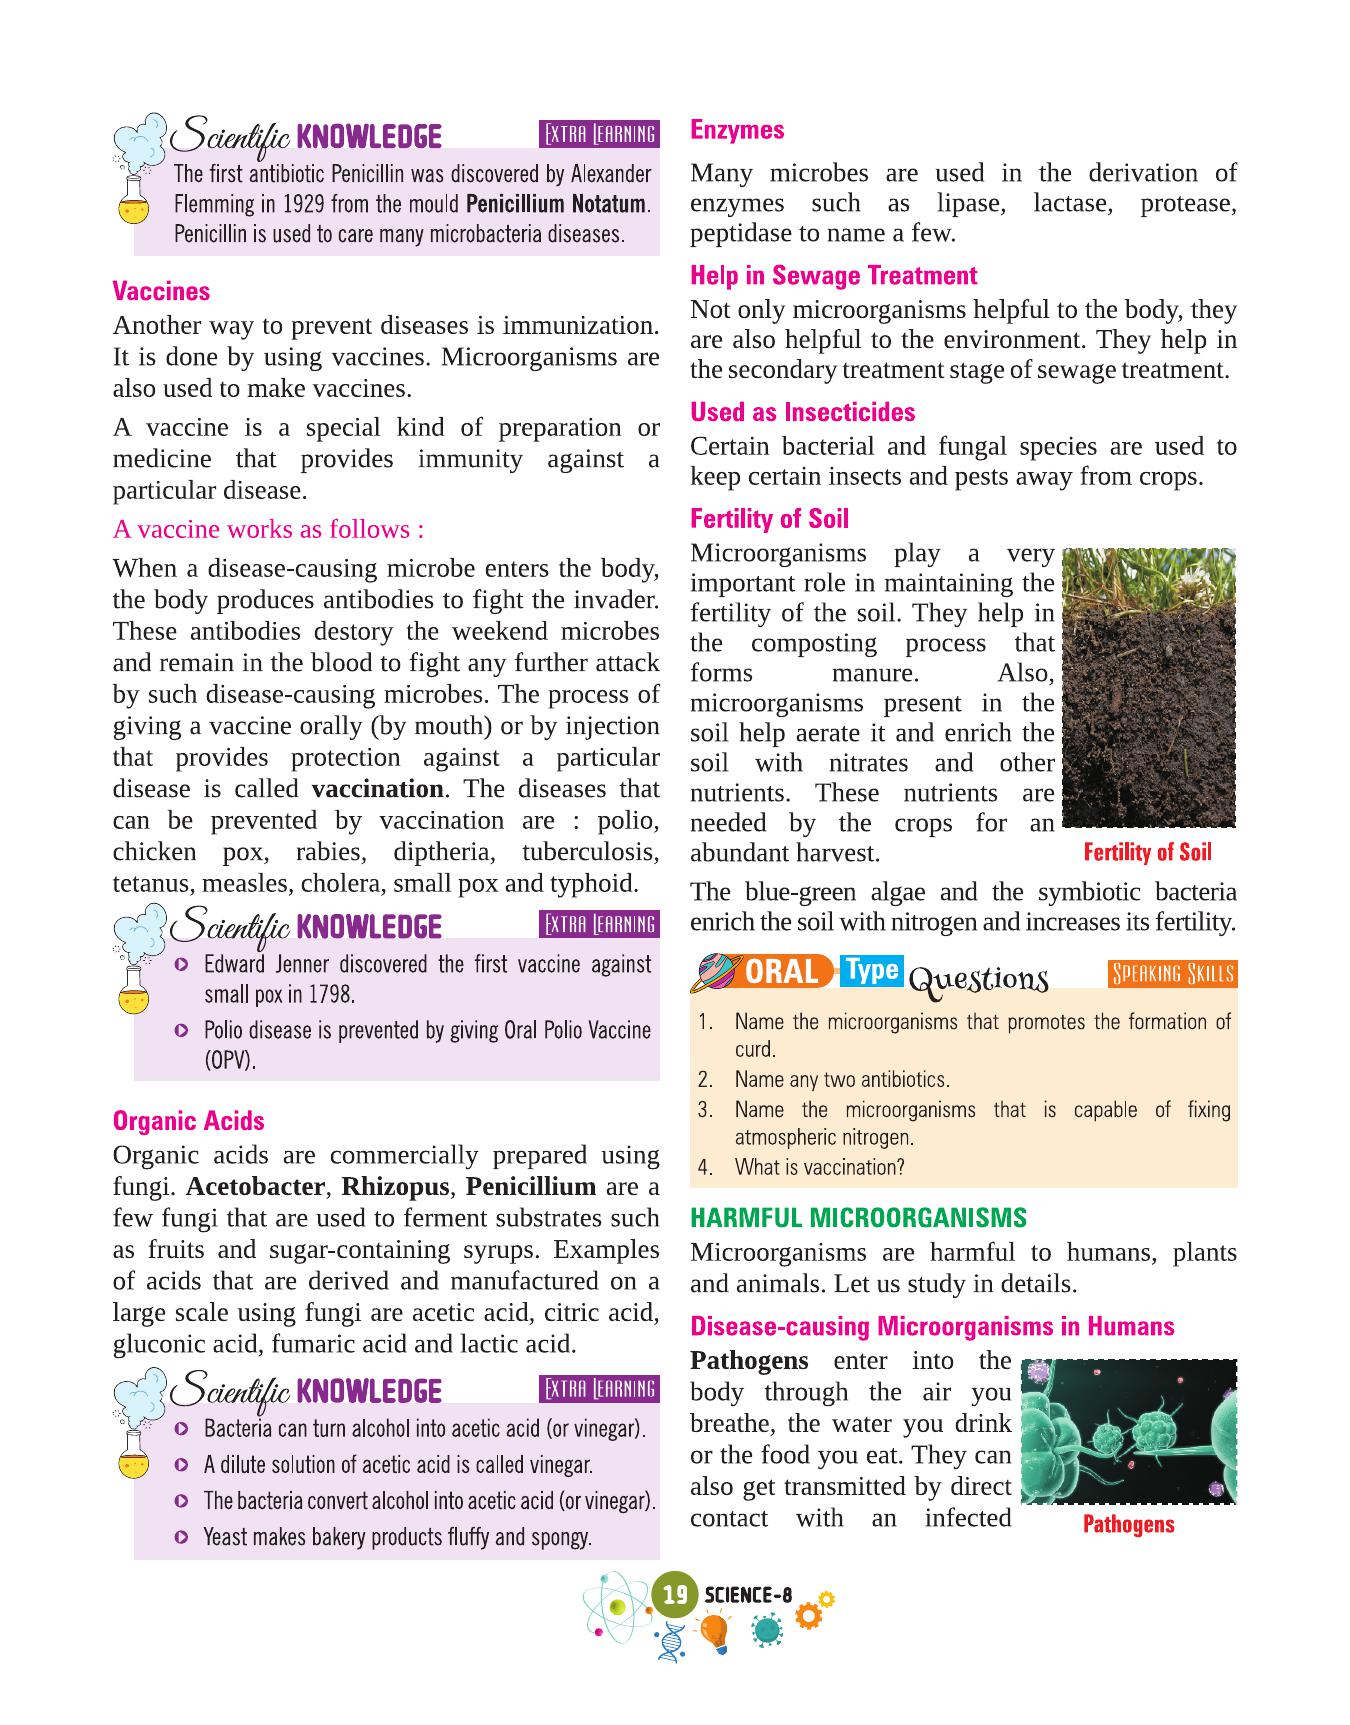 Scientific KNOWLEDGE EXTRA LEARNING
The first antibiotic Penicillin was discovered by Alexander
Flemming in 1929 from the mould Penicillium Notatum.
Penicillin is used to care many microbacteria diseases.
Vaccines
Another way to prevent diseases is immunization.
It is done by using vaccines. Microorganisms are
also used to make vaccines.
A vaccine is a special kind of preparation or
medicine that provides immunity against a
particular disease.
A vaccine works as follows :
When a disease-causing microbe enters the body,
the body produces antibodies to fight the invader.
These antibodies destory the weekend microbes
and remain in the blood to fight any further attack
by such disease-causing microbes. The process of
giving a vaccine orally (by mouth) or by injection
that provides protection against a particular
disease is called vaccination. The diseases that
can be prevented by vaccination are : polio,
chicken pox, rabies, diptheria, tuberculosis,
tetanus, measles, cholera, small pox and typhoid.
Scientific KNOWLEDGE EXTRA LEARNING
Edward Jenner discovered the first vaccine against
small pox in 1798.
Polio disease is prevented by giving Oral Polio Vaccine
(OPV).
Organic Acids
Organic acids are commercially prepared using
fungi. Acetobacter, Rhizopus, Penicillium are a
few fungi that are used to ferment substrates such
as fruits and sugar-containing syrups. Examples
of acids that are derived and manufactured on a
large scale using fungi are acetic acid, citric acid,
gluconic acid, fumaric acid and lactic acid.
Scientific KNOWLEDGE EXTRA LEARNING
Bacteria can turn alcohol into acetic acid (or vinegar).
A dilute solution of acetic acid is called vinegar.
The bacteria convert alcohol into acetic acid (or vinegar).
Yeast makes bakery products fluffy and spongy.
Enzymes
Many microbes are used in the derivation of
enzymes such as lipase, lactase, protease,
peptidase to name a few.
Help in Sewage Treatment
Not only microorganisms helpful to the body, they
are also helpful to the environment. They help in
the secondary treatment stage of sewage treatment.
Used as Insecticides
Certain bacterial and fungal species are used to
keep certain insects and pests away from crops.
Fertility of Soil
Microorganisms play a very
important role in maintaining the
fertility of the soil. They help in
the composting process that
forms manure. Also,
microorganisms present in the
soil help aerate it and enrich the
soil with nitrates and other
nutrients. These nutrients are
needed by the crops for an
abundant harvest.
Fertility of Soil
The blue-green algae and the symbiotic bacteria
enrich the soil with nitrogen and increases its fertility.
ORAL Type Questions SPEAKING SKILLS
1. Name the microorganisms that promotes the formation of
curd.
2. Name any two antibiotics.
3. Name the microorganisms that is capable of fixing
atmospheric nitrogen.
4. What is vaccination?
HARMFUL MICROORGANISMS
Microorganisms are harmful to humans, plants
and animals. Let us study in details.
Disease-causing Microorganisms in Humans
Pathogens enter into the
body through the air you
breathe, the water you drink
or the food you eat. They can
also get transmitted by direct
contact with an infected
Pathogens
19 SCIENCE-8